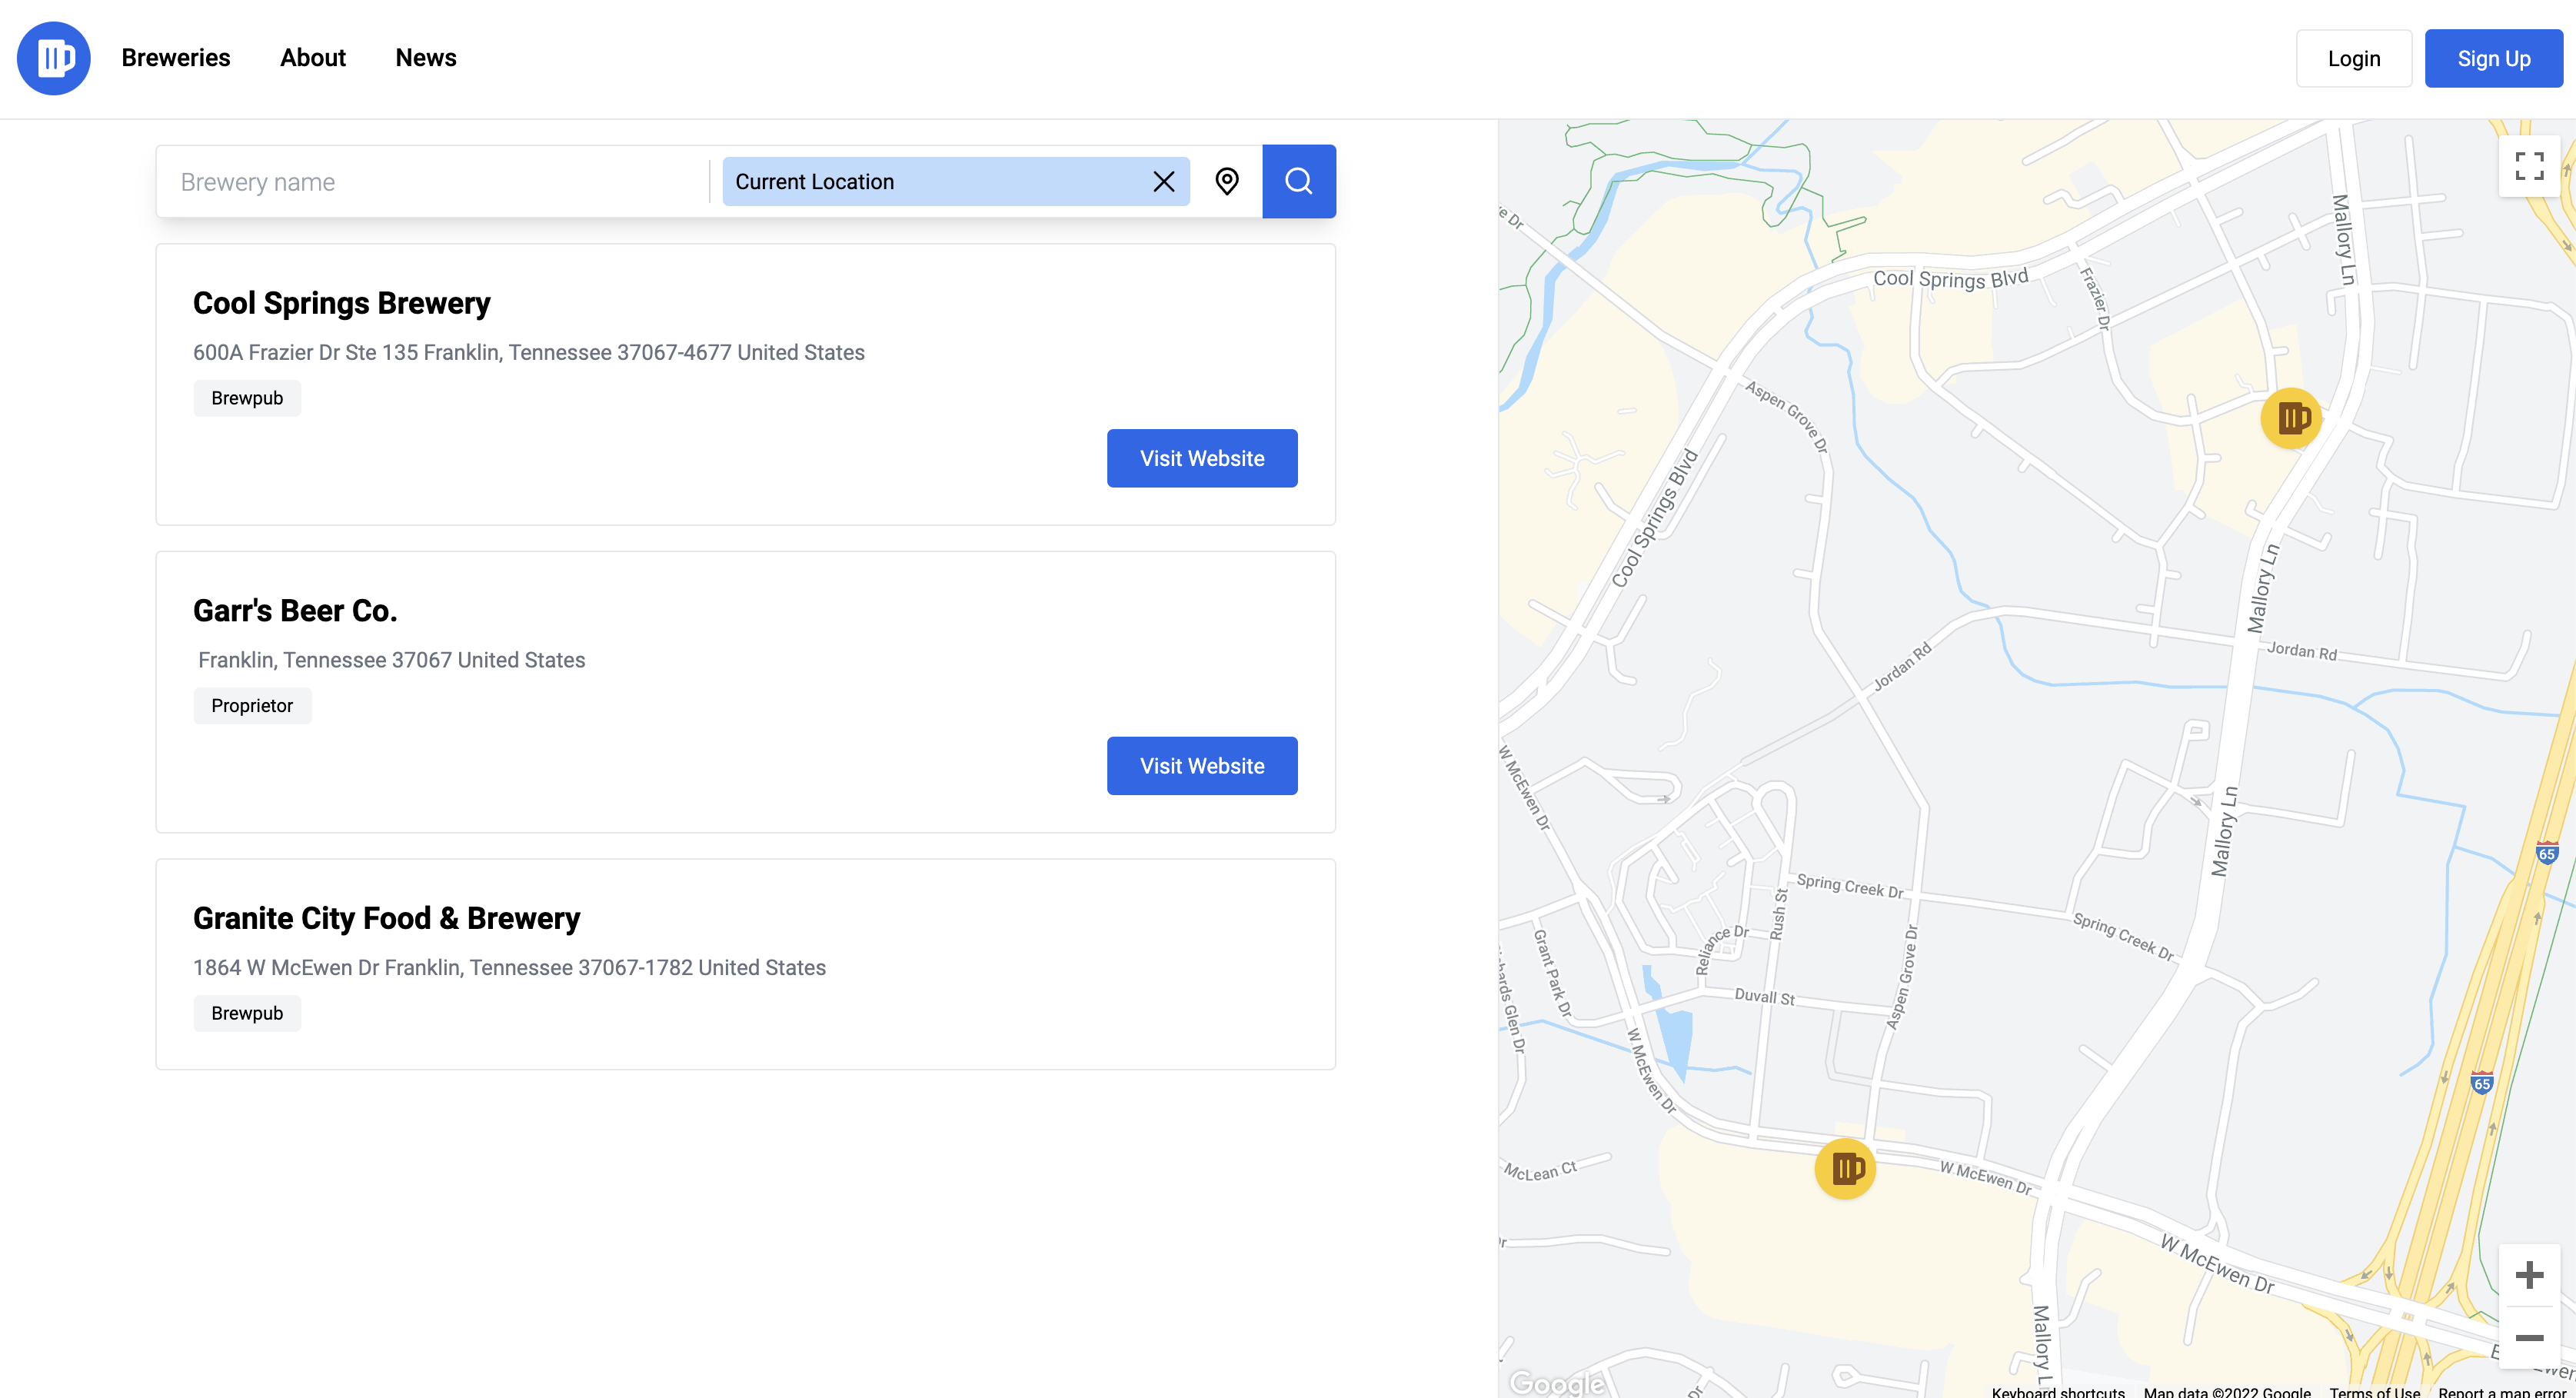 Breweries About News
Login Sign Up
Brewery name
Current Location
Cool Springs Brewery
600A Frazier Dr Ste 135 Franklin, Tennessee 37067-4677 United States
Brewpub
Visit Website
Garr's Beer Co.
Franklin, Tennessee 37067 United States
Proprietor
Visit Website
Granite City Food & Brewery
1864 W McEwen Dr Franklin, Tennessee 37067-1782 United States
Brewpub
Mallory Ln
Cool Springs Blvd
Frazier Dr
Aspen Grove Dr
Cool Springs Blvd
Mallory Ln
Jordan Rd
Jordan Rd
W McEwen Dr
Mallory Ln
65
Spring Creek Dr
Rush St
Spring Creek Dr
Reliance Dr
Grant Park Dr
Aspen Grove Dr
Glen Dr
Duvall St
W McEwen Dr
65
McLean Ct
W McEwen Dr
W McEwen Dr
Mallory L
Google
Keyboard shortcuts Map data ©2022 Google Terms of Use Report a map error